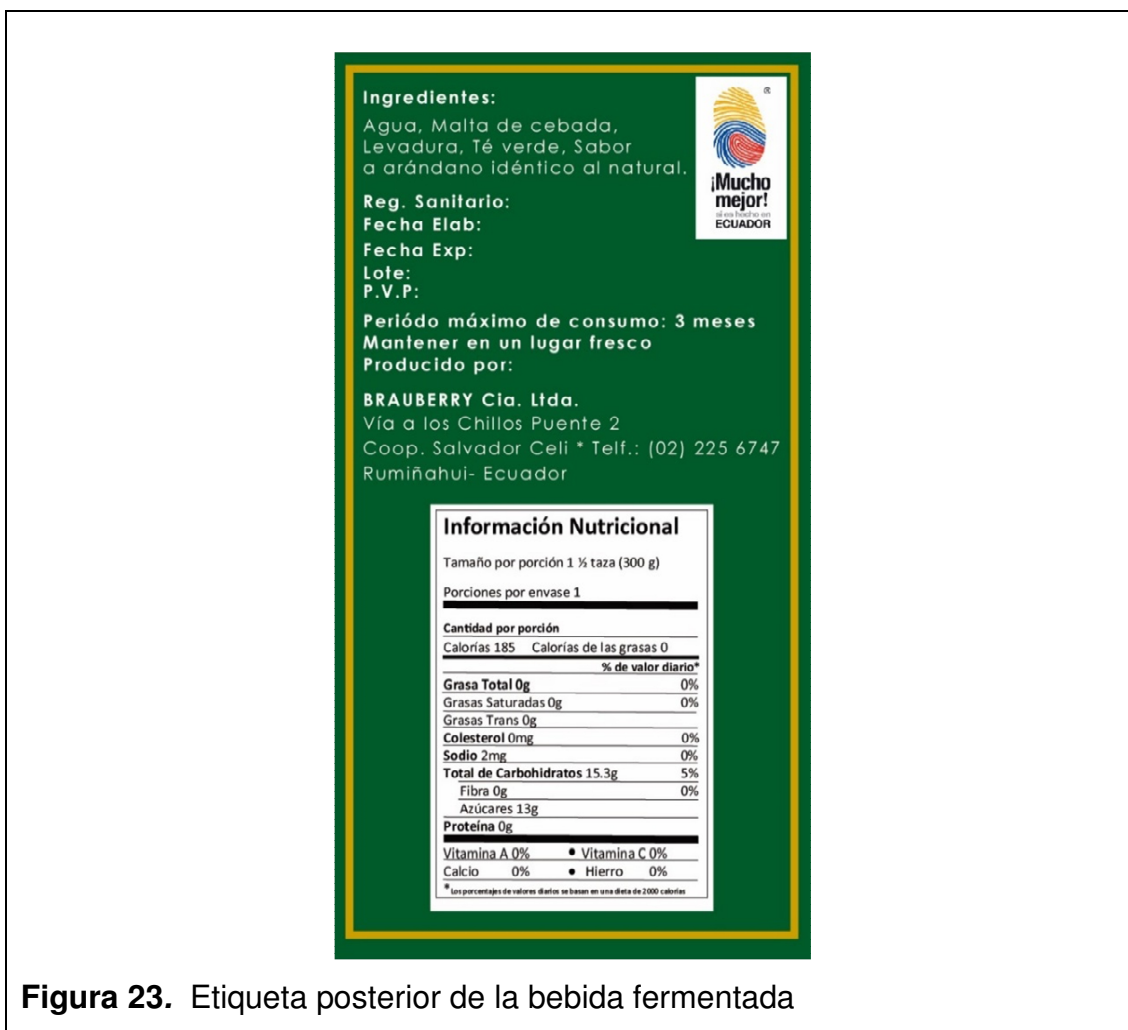 Ingredientes:
Agua, Malta de cebada,
Levadura, Té verde, Sabor
a arándano idéntico al natural.
®
¡Mucho
mejor!
si es hecho en
ECUADOR
Reg. Sanitario:
Fecha Elab:
Fecha Exp:
Lote:
P.V.P:
Periódo máximo de consumo: 3 meses
Mantener en un lugar fresco
Producido por:
BRAUBERRY Cia. Ltda.
Vía a los Chillos Puente 2
Coop. Salvador Celi * Telf.: (02) 225 6747
Rumiñahui- Ecuador
Información Nutricional
Tamaño por porción 1 ½ taza (300 g)
Porciones por envase 1
Cantidad por porción
Calorías 185 Calorías de las grasas 0
% de valor diario*
Grasa Total 0g 0%
Grasas Saturadas 0g 0%
Grasas Trans 0g
Colesterol 0mg 0%
Sodio 2mg 0%
Total de Carbohidratos 15.3g 5%
Fibra 0g 0%
Azúcares 13g
Proteína 0g
Vitamina A 0% • Vitamina C 0%
Calcio 0% • Hierro 0%
* Los porcentajes de valores diarios se basan en una dieta de 2000 calorías
Figura 23. Etiqueta posterior de la bebida fermentada